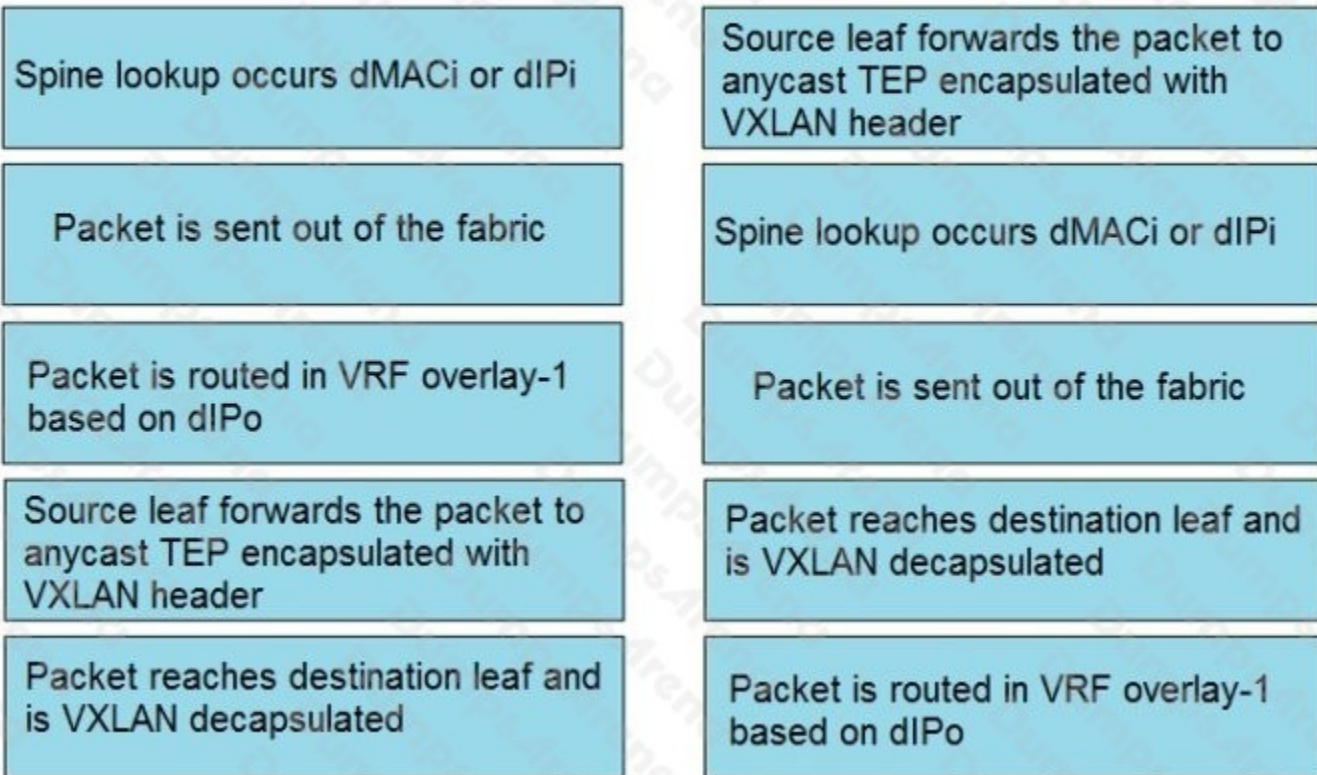 Spine lookup occurs dMACi or dIPi
Packet is sent out of the fabric
Packet is routed in VRF overlay-1
based on dIPo
Source leaf forwards the packet to
anycast TEP encapsulated with
VXLAN header
Packet reaches destination leaf and
is VXLAN decapsulated
Source leaf forwards the packet to
anycast TEP encapsulated with
VXLAN header
Spine lookup occurs dMACi or dIPi
Packet is sent out of the fabric
Packet reaches destination leaf and
is VXLAN decapsulated
Packet is routed in VRF overlay-1
based on dIPo